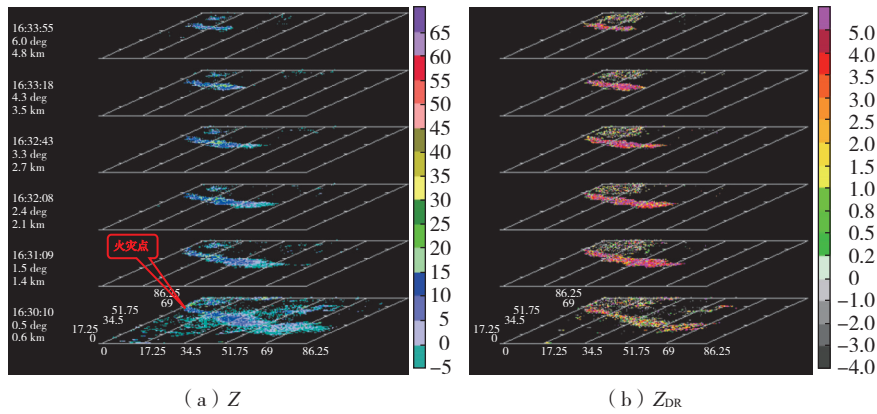 16:33:55
6.0 deg
4.8 km
16:33:18
4.3 deg
3.5 km
16:32:43
3.3 deg
2.7 km
16:32:08
2.4 deg
2.1 km
火灾点
16:31:09
1.5 deg
1.4 km
16:30:10
0.5 deg
0.6 km
86.25
69
51.75
34.5
17.25
0
0 17.25 34.5 51.75 69 86.25
65
60
55
50
45
40
35
30
25
20
15
10
5
0
−5
86.25
69
51.75
34.5
17.25
0
0 17.25 34.5 51.75 69 86.25
5.0
4.0
3.5
3.0
2.5
2.0
1.5
1.0
0.8
0.5
0.2
0
−1.0
−2.0
−3.0
−4.0
(a) Z
(b) ZDR